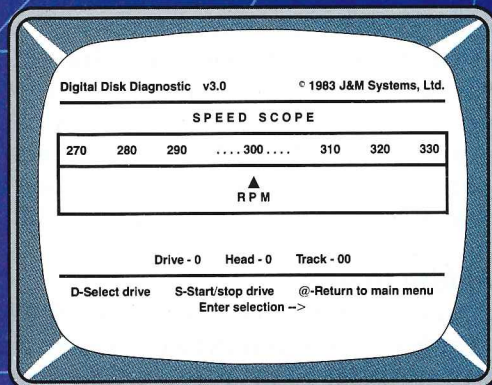 Digital Disk Diagnostic v3.0 © 1983 J&M Systems, Ltd.
SPEED SCOPE
270 280 290 ....300.... 310 320 330
▲
RPM
Drive - 0 Head - 0 Track - 00
D-Select drive S-Start/stop drive @-Return to main menu
Enter selection -->